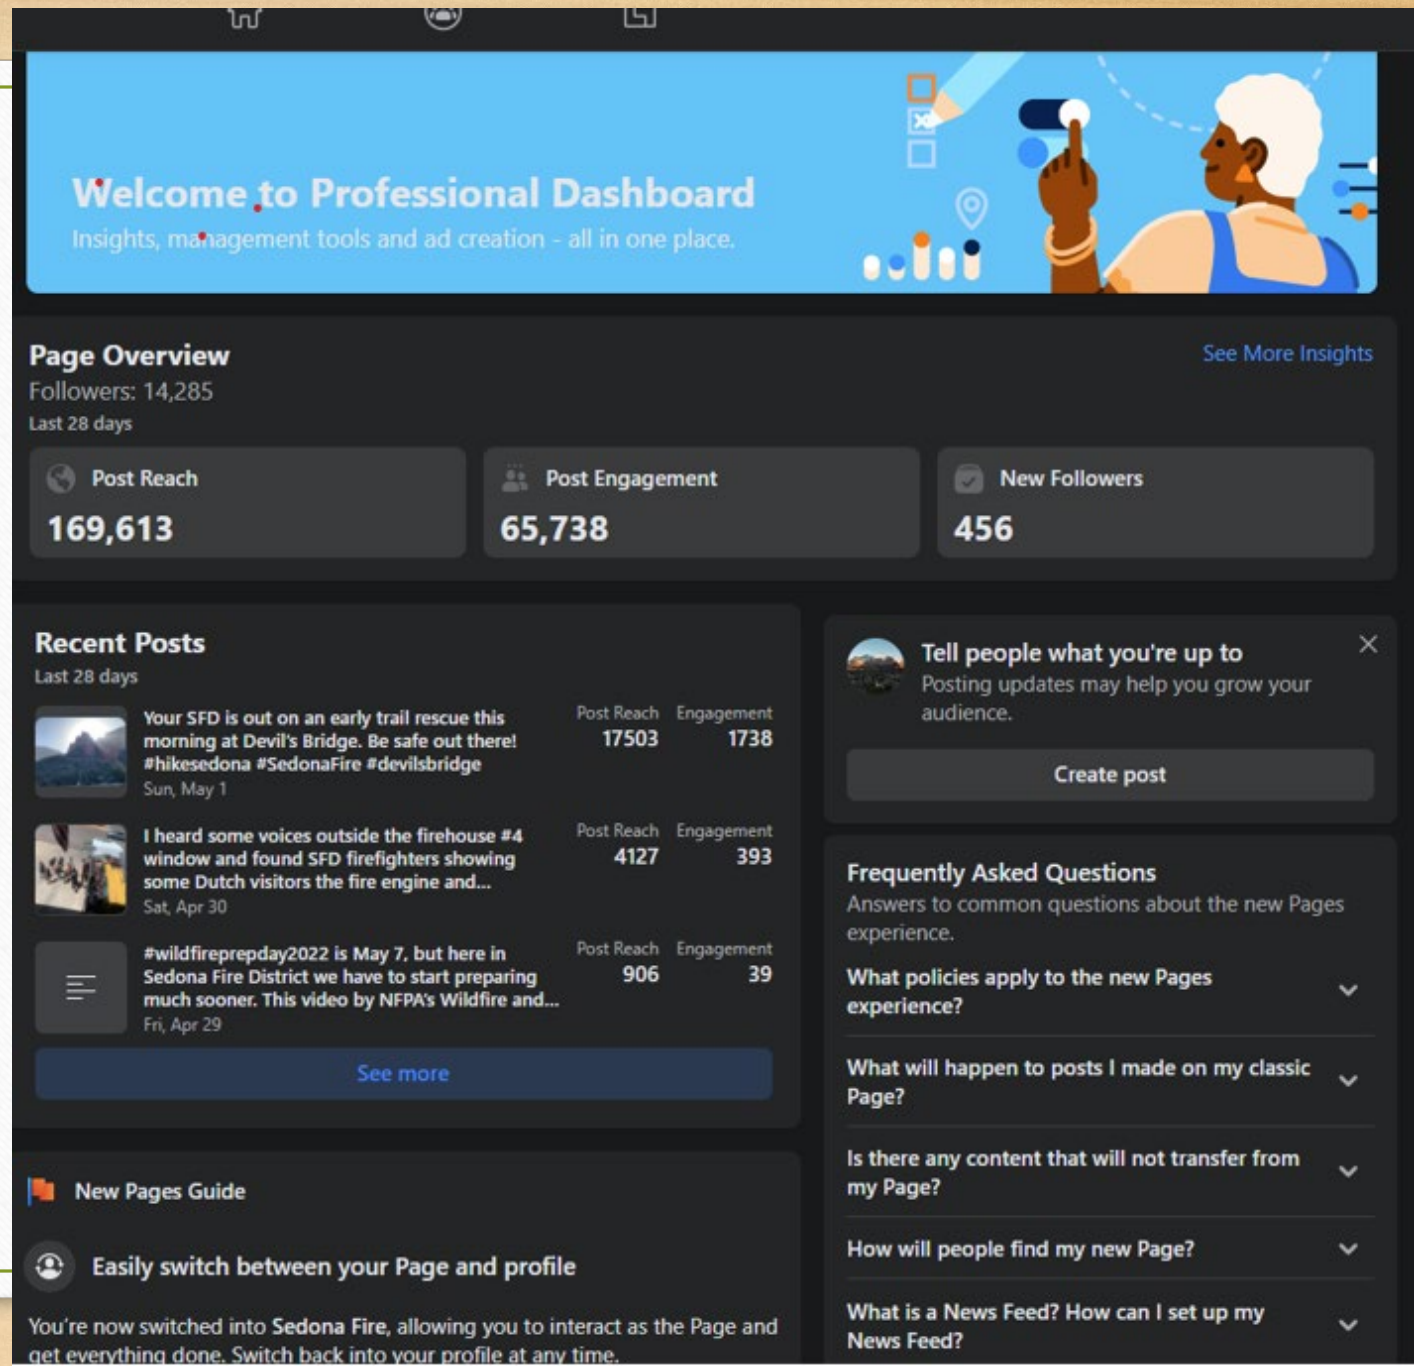 Welcome to Professional Dashboard
Insights, management tools and ad creation - all in one place.
Page Overview
See More Insights
Followers: 14,285
Last 28 days
Post Reach
169,613
Post Engagement
65,738
New Followers
456
Recent Posts
Last 28 days
Your SFD is out on an early trail rescue this
morning at Devil's Bridge. Be safe out there!
#hikesedona #SedonaFire #devilsbridge
Sun, May 1
Post Reach Engagement
17503 1738
I heard some voices outside the firehouse #4
window and found SFD firefighters showing
some Dutch visitors the fire engine and...
Sat, Apr 30
Post Reach Engagement
4127 393
#wildfireprepday2022 is May 7, but here in
Sedona Fire District we have to start preparing
much sooner. This video by NFPA's Wildfire and...
Fri, Apr 29
Post Reach Engagement
906 39
See more
New Pages Guide
Easily switch between your Page and profile
You're now switched into Sedona Fire, allowing you to interact as the Page and
get everything done. Switch back into your profile at any time.
Tell people what you're up to
Posting updates may help you grow your
audience.
Create post
Frequently Asked Questions
Answers to common questions about the new Pages
experience.
What policies apply to the new Pages
experience?
What will happen to posts I made on my classic
Page?
Is there any content that will not transfer from
my Page?
How will people find my new Page?
What is a News Feed? How can I set up my
News Feed?